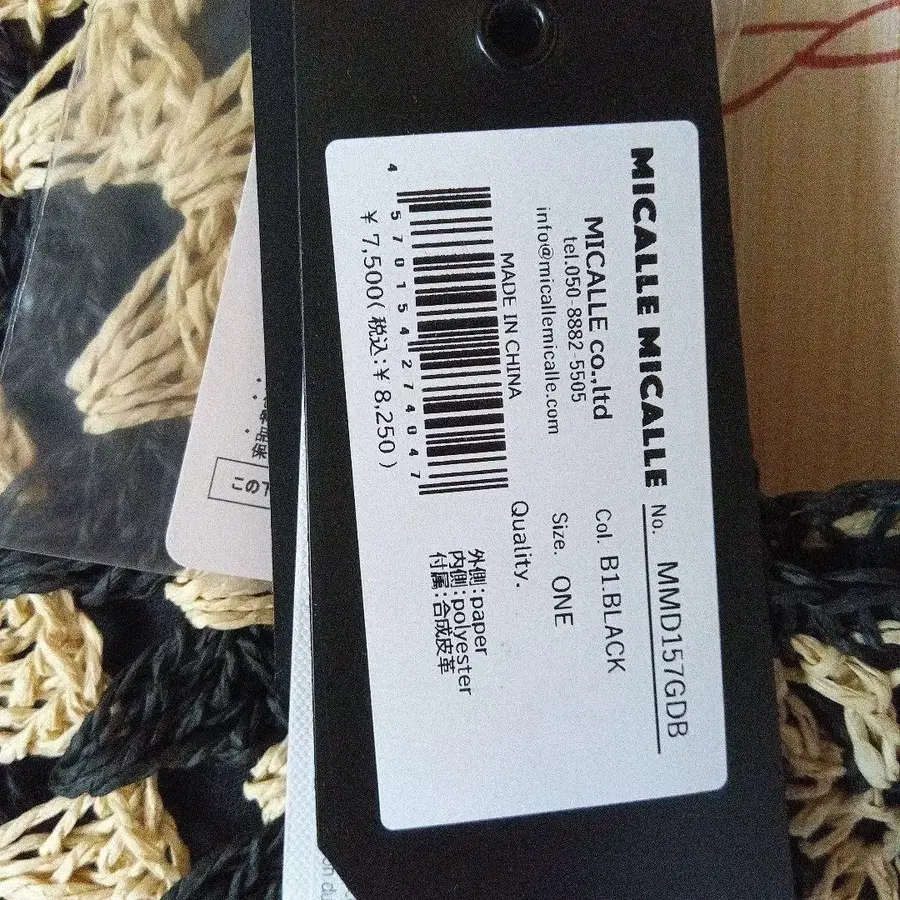 MICALLE MICALLE
MICALLE co.,ltd
tel.050-8882-5505
info@micallemicalle.com
MADE IN CHINA
4 570154 274047
¥7,500(税込:¥8,250)
No. MMD157GDB
Col. B1.BLACK
Size. ONE
Quality.
外側:paper
内側:polyester
付属:合成皮革
この下